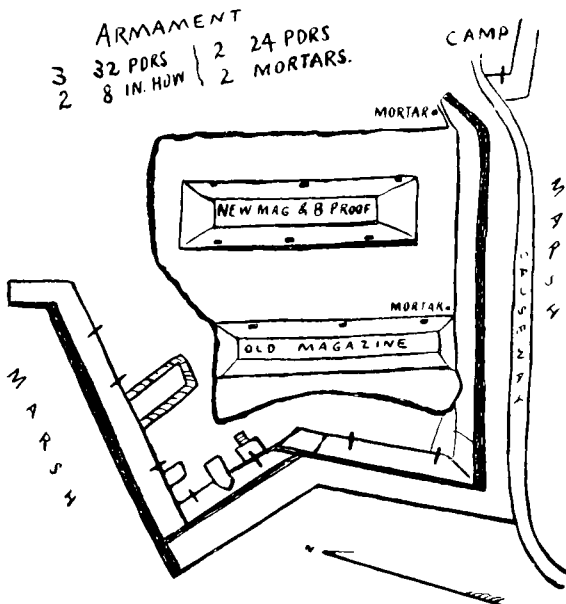 ARMAMENT
3 32 PDRS 2 24 PDRS
2 8 IN. HOW 2 MORTARS.
CAMP
MORTAR
NEW MAG & B PROOF
MARSH
CAUSEWAY
MORTAR
OLD MAGAZINE
MARSH